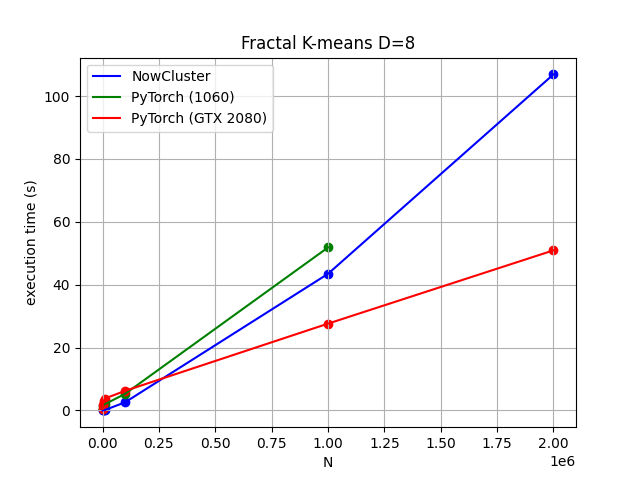 Fractal K-means D=8
NowCluster
PyTorch (1060)
PyTorch (GTX 2080)
execution time (s)
100
80
60
40
20
0
0.00 0.25 0.50 0.75 1.00 1.25 1.50 1.75 2.00
1e6
N